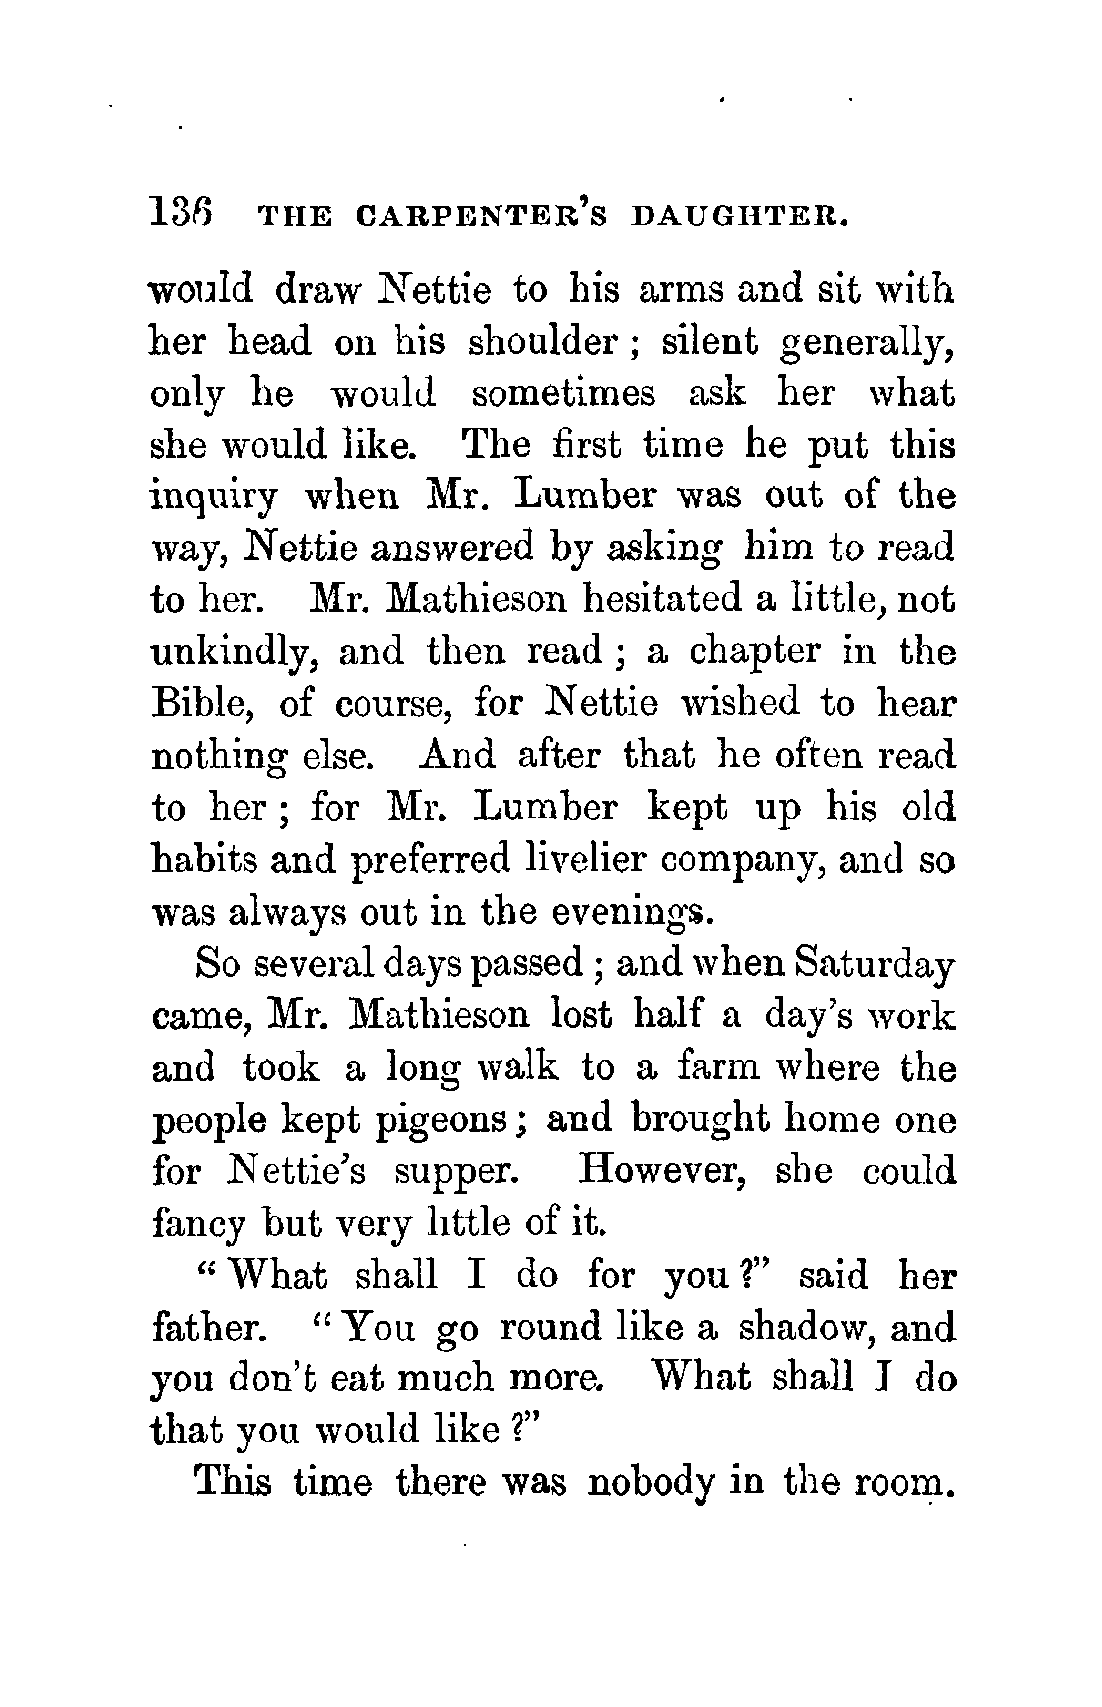 136 THE CARPENTER'S DAUGHTER.
would draw Nettie to his arms and sit with
her head on his shoulder ; silent generally,
only he would sometimes ask her what
she would like. The first time he put this
inquiry when Mr. Lumber was out of the
way, Nettie answered by asking him to read
to her. Mr. Mathieson hesitated a little, not
unkindly, and then read ; a chapter in the
Bible, of course, for Nettie wished to hear
nothing else. And after that he often read
to her ; for Mr. Lumber kept up his old
habits and preferred livelier company, and so
was always out in the evenings.
So several days passed ; and when Saturday
came, Mr. Mathieson lost half a day's work
and took a long walk to a farm where the
people kept pigeons ; and brought home one
for Nettie's supper. However, she could
fancy but very little of it.
“ What shall I do for you ?” said her
father. “ You go round like a shadow, and
you don't eat much more. What shall I do
that you would like ?”
This time there was nobody in the room.